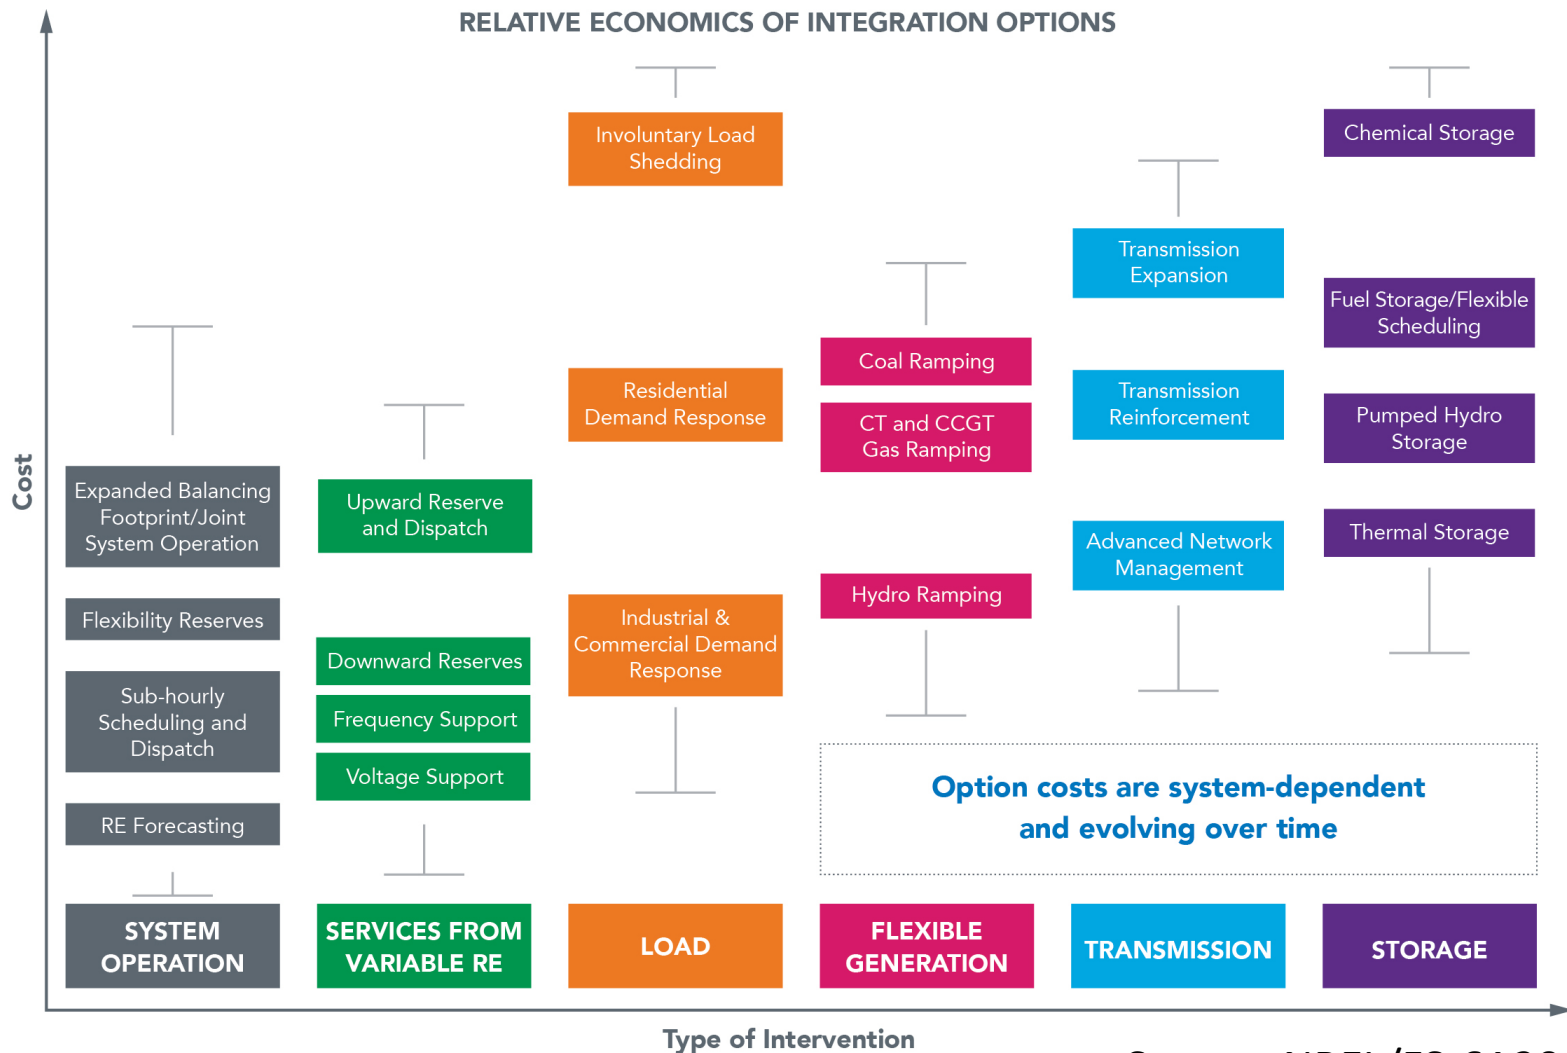 RELATIVE ECONOMICS OF INTEGRATION OPTIONS
Cost
Expanded Balancing
Footprint/Joint
System Operation
Flexibility Reserves
Sub-hourly
Scheduling and
Dispatch
RE Forecasting
SYSTEM
OPERATION
Upward Reserve
and Dispatch
Downward Reserves
Frequency Support
Voltage Support
SERVICES FROM
VARIABLE RE
Involuntary Load
Shedding
Residential
Demand Response
Industrial &
Commercial Demand
Response
LOAD
Coal Ramping
CT and CCGT
Gas Ramping
Hydro Ramping
FLEXIBLE
GENERATION
Transmission
Expansion
Transmission
Reinforcement
Advanced Network
Management
TRANSMISSION
Chemical Storage
Fuel Storage/Flexible
Scheduling
Pumped Hydro
Storage
Thermal Storage
STORAGE
Option costs are system-dependent
and evolving over time
Type of Intervention